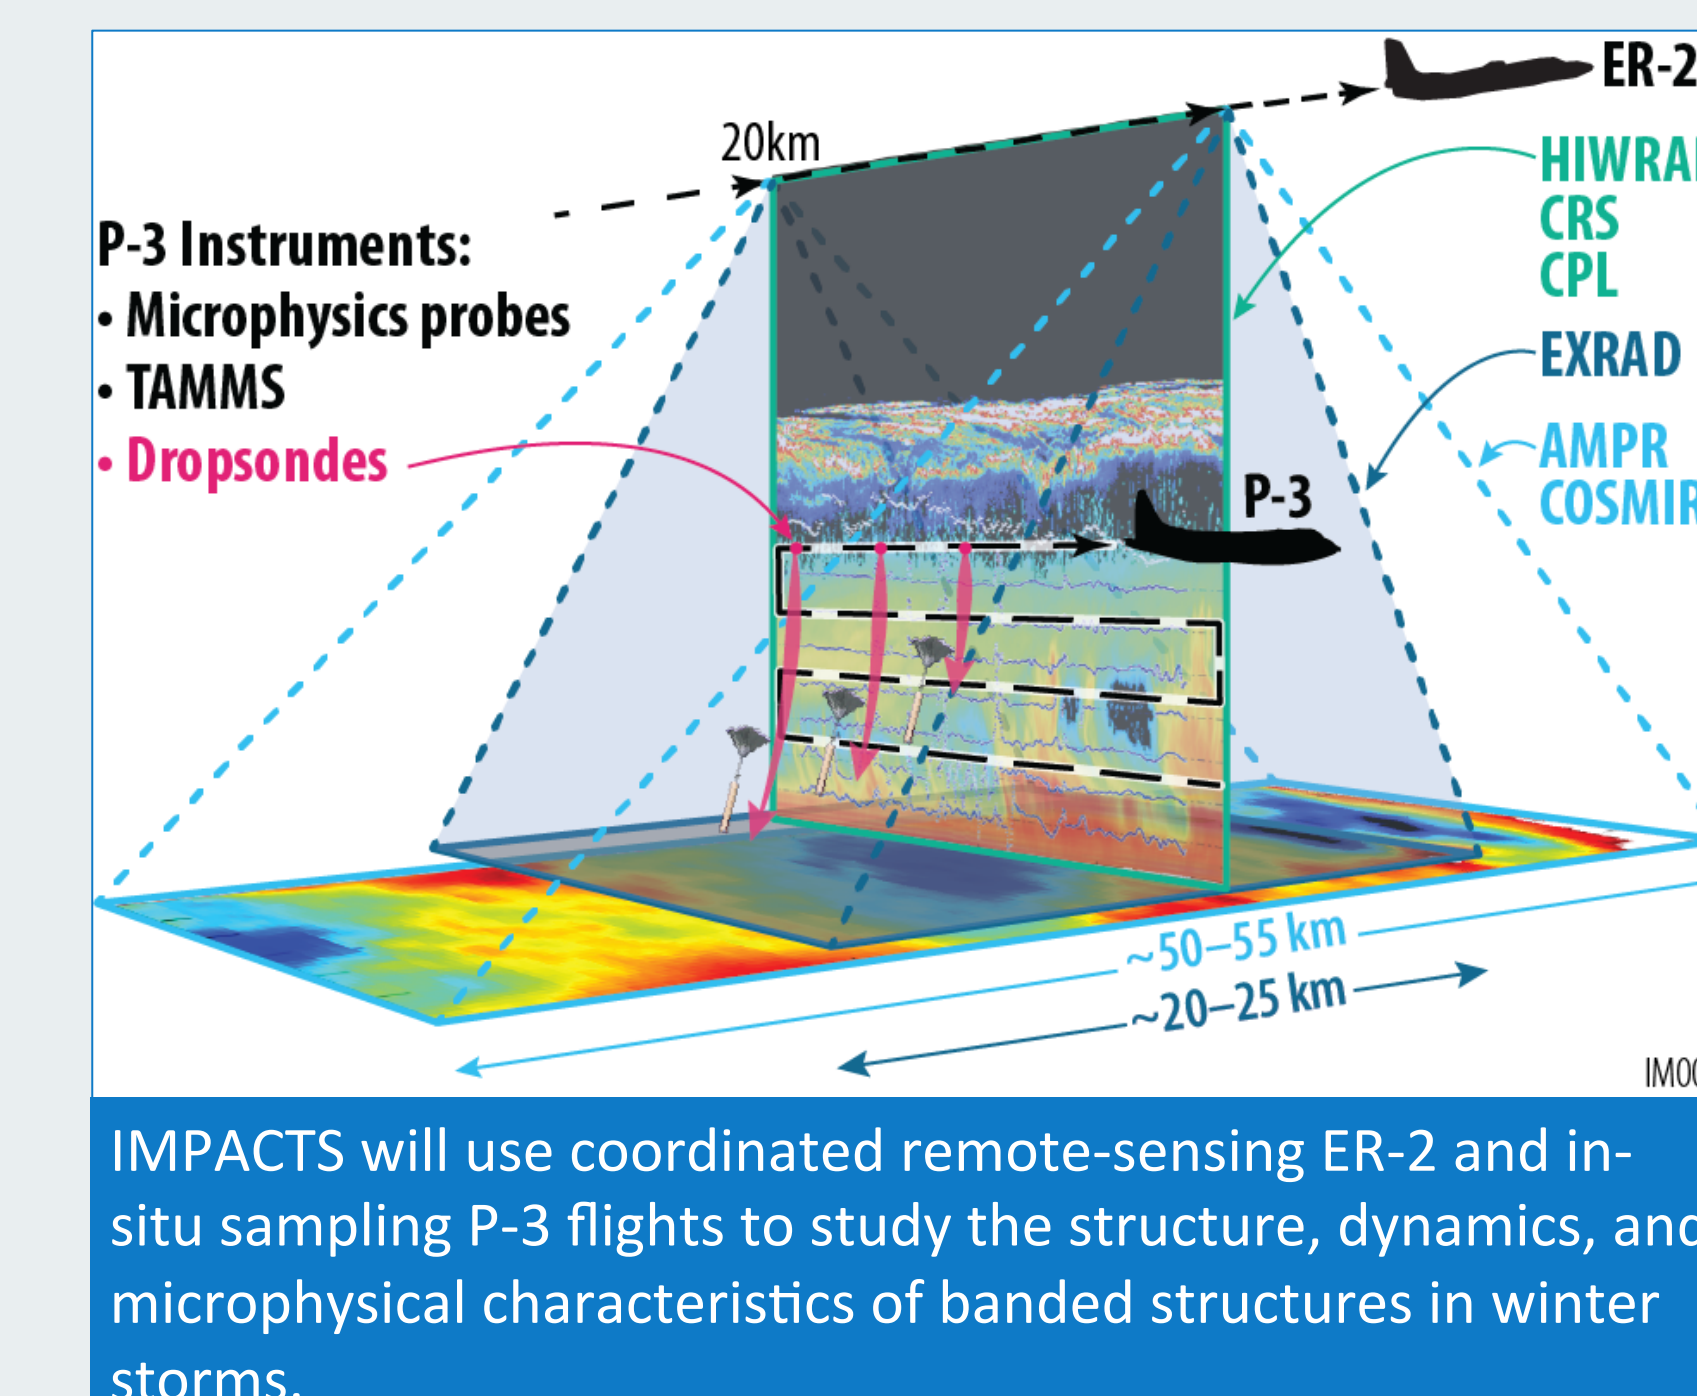 ER-2
20km
P-3 Instruments:
• Microphysics probes
• TAMMS
• Dropsondes
CRS
CPL
EXRAD
AMPR
P-3
~50–55 km
~20–25 km
IMPACTS will use coordinated remote-sensing ER-2 and in-
situ sampling P-3 flights to study the structure, dynamics, and
microphysical characteristics of banded structures in winter
storms.